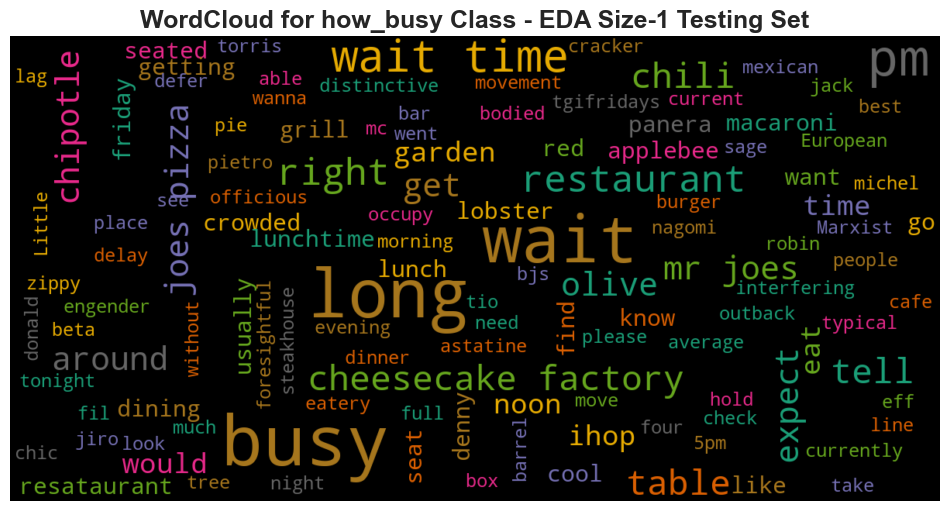 WordCloud for how_busy Class - EDA Size-1 Testing Set
lag
chipotle
seated
torris
getting
defer
friday
able
wanna
distinctive
wait time
movement
cracker
tgifridays
bodied
chili
current
mexican
pm
jack
best
joes pizza
pie
grill
mc
bar
went
garden
red
panera
applebee
macaroni
sage
European
pietro
right
get
restaurant
want
michel
Little
see
officious
place
crowded
occupy
lobster
wait
burger
nagomi
time
Marxist
go
delay
lunchtime
morning
lunch
bjs
olive
mr joes
robin
people
zippy
engender
usually
foresightful
steakhouse
long
tio
need
evening
find
know
interfering
outback
cafe
typical
donald
beta
without
around
dinner
astatine
please
average
expect
eat
tell
tonight
cheesecake factory
fil
dining
eatery
full
denny
noon
move
hold
check
eff
line
jiro
look
much
busy
seat
barrel
ihop
four
5pm
currently
chic
would
tree
night
box
cool
table
like
take
resataurant